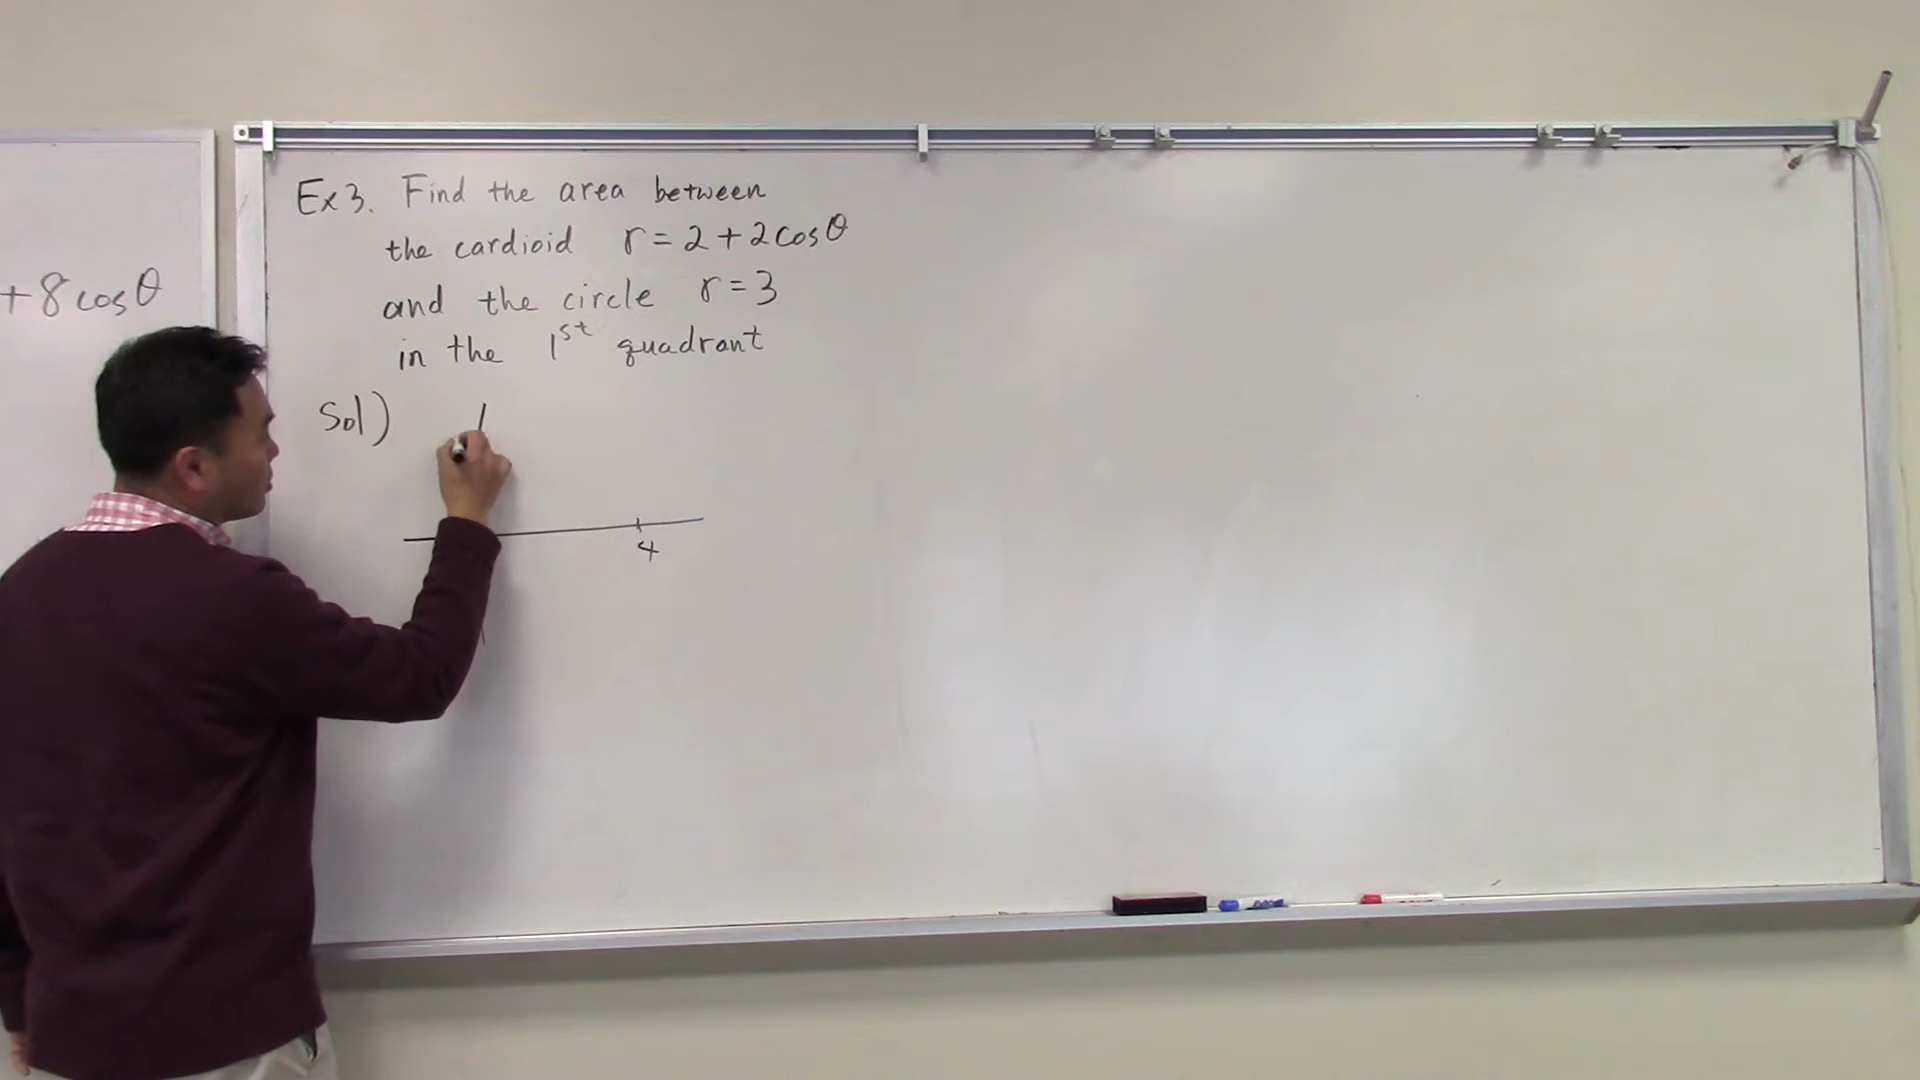 +8cosθ
Ex3. Find the area between
the cardioid r=2+2cosθ
and the circle r=3
in the 1st quadrant
Sol)
4